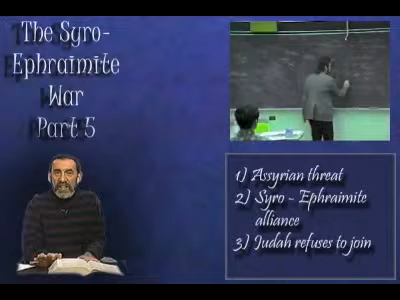 The Syro-
Ephraimite
War
Part 5
1) Assyrian threat
2) Syro - Ephraimite
alliance
3) Judah refuses to join